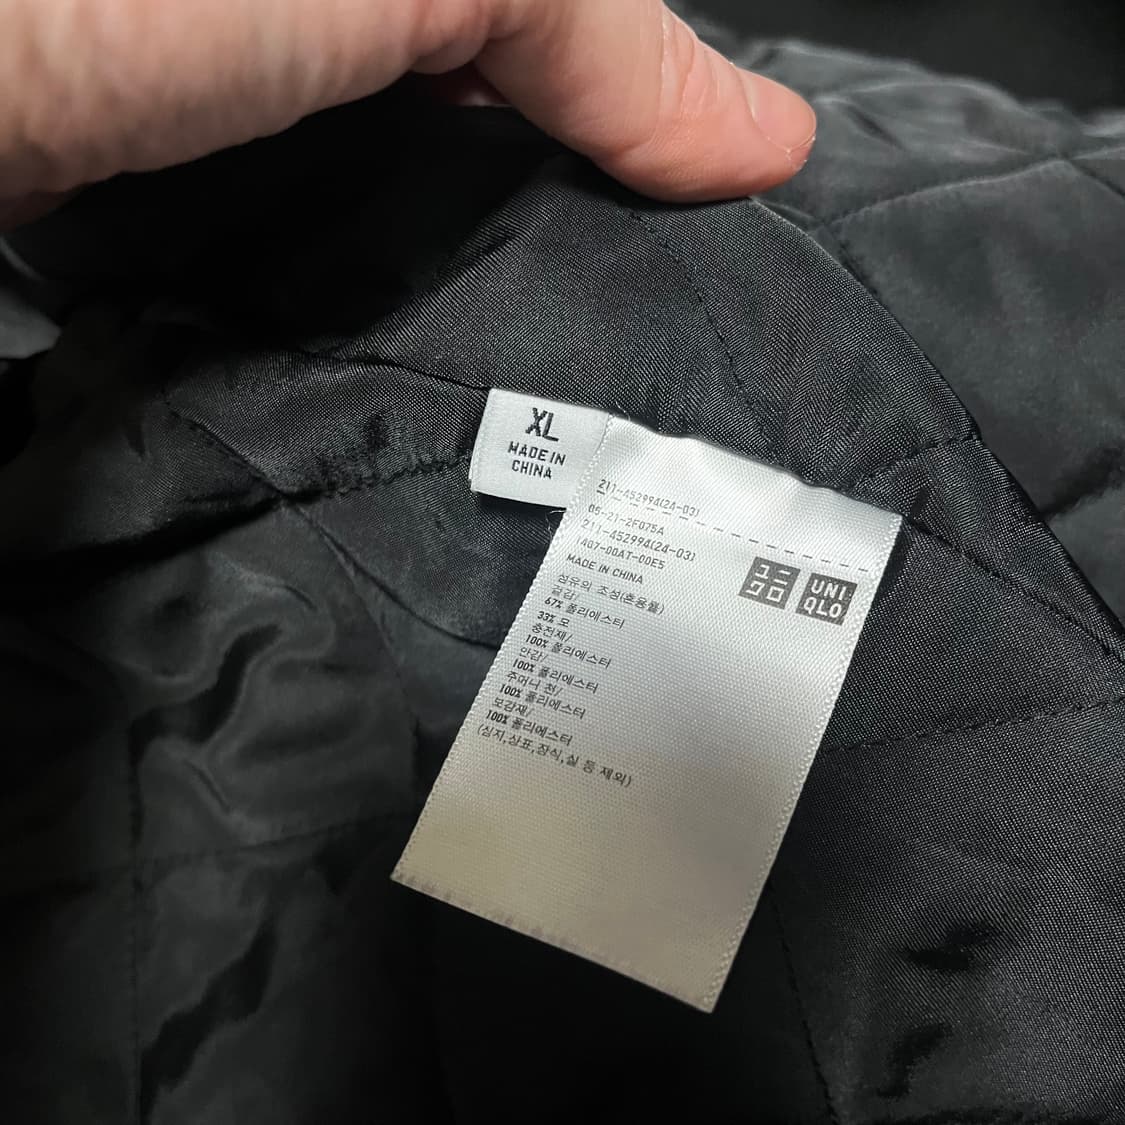 XL
MADE IN
CHINA
211-452994(24-03)
05-21-2F075A
211-452994(24-03)
1407-00AT-00E5
MADE IN CHINA
섬유의 조성(혼용률)
겉감/
67% 폴리에스터
33% 모
충전재/
100% 폴리에스터
안감/
100% 폴리에스터
주머니 천/
100% 폴리에스터
모감재/
100% 폴리에스터
(심지,상표,장식,실 등 제외)
ユニ
クロ
UNI
QLO